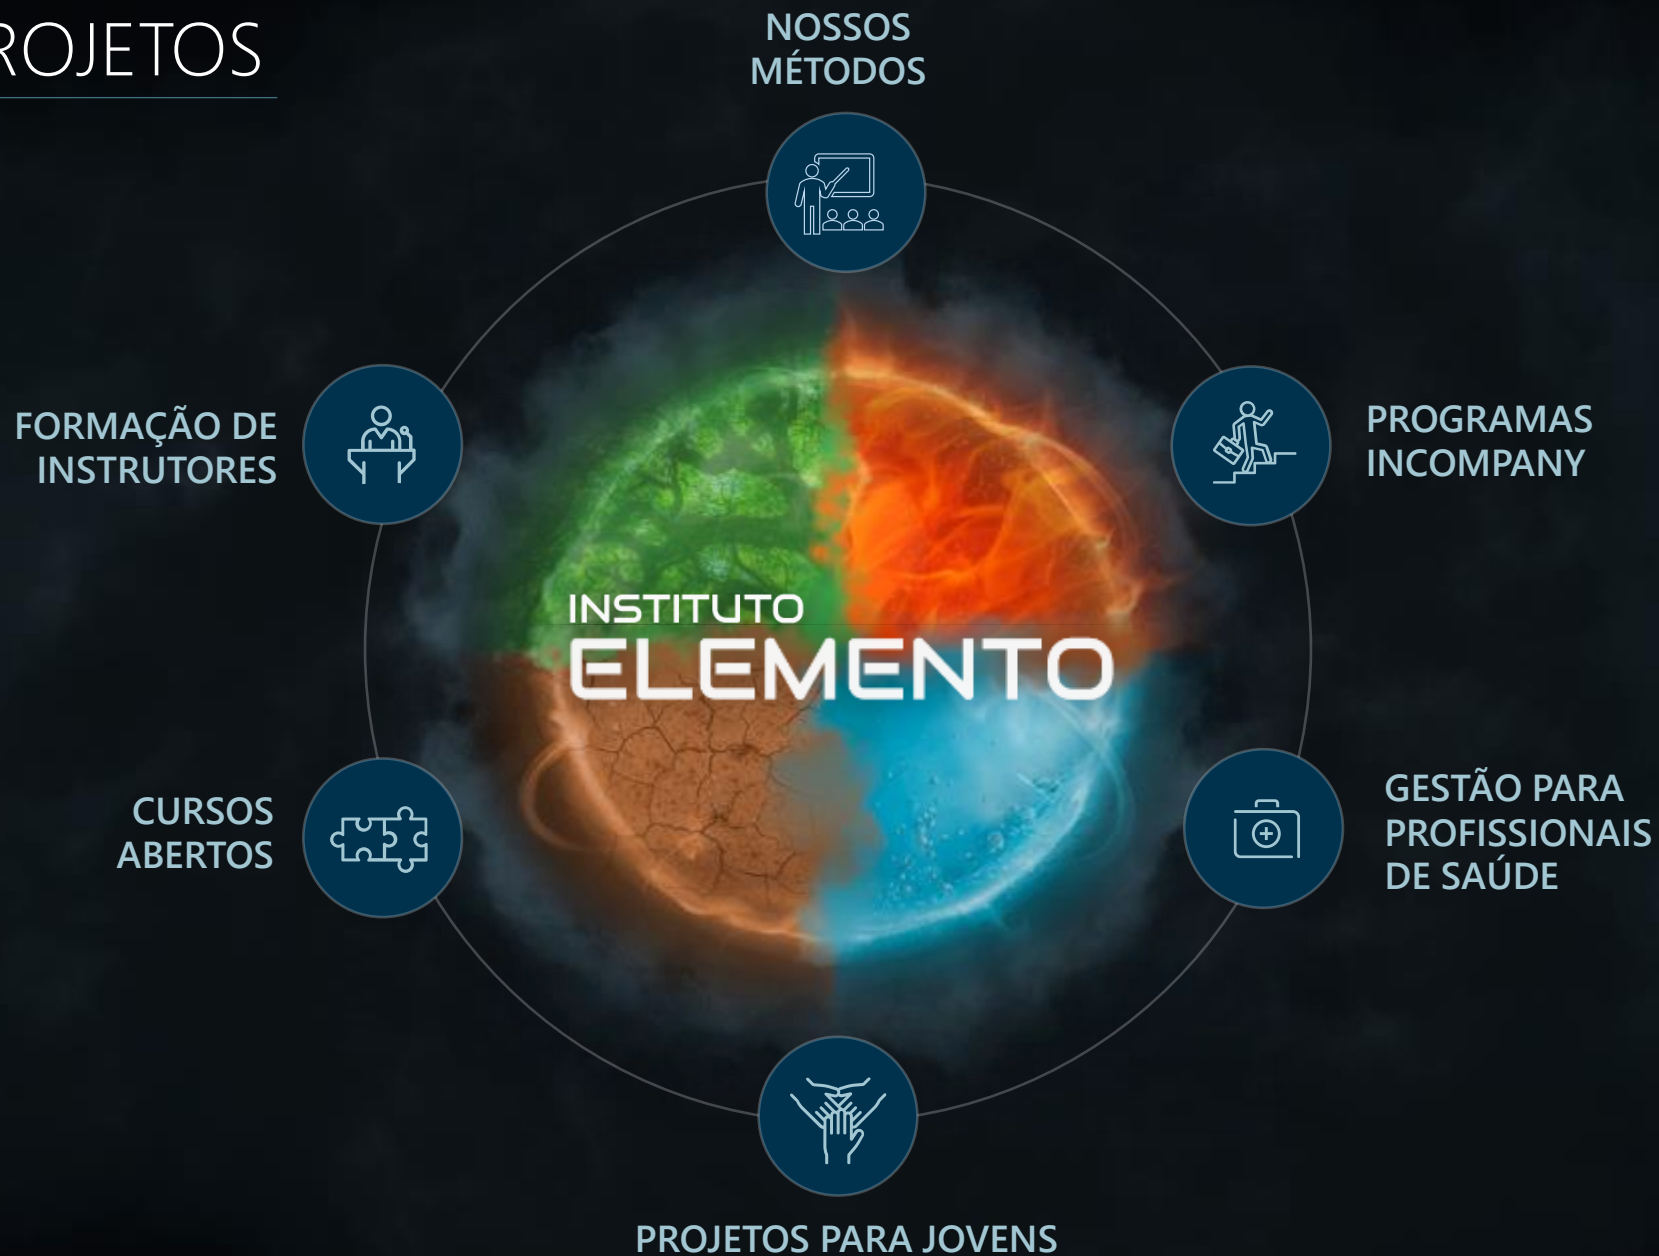 ROJETOS
NOSSOS
MÉTODOS
FORMAÇÃO DE
INSTRUTORES
PROGRAMAS
INCOMPANY
INSTITUTO
ELEMENTO
CURSOS
ABERTOS
GESTÃO PARA
PROFISSIONAIS
DE SAÚDE
PROJETOS PARA JOVENS